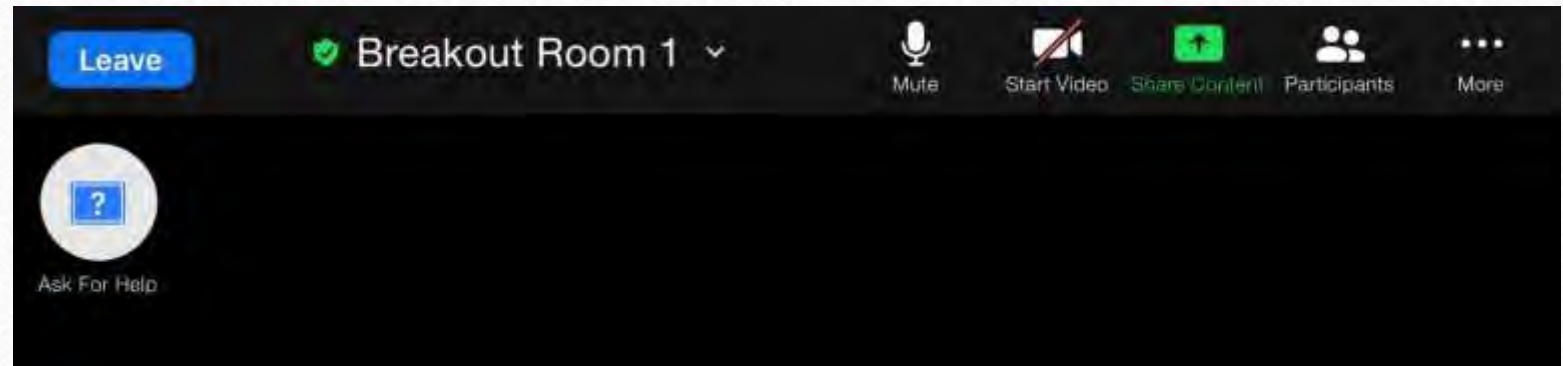 Leave
Breakout Room 1
Mute
Start Video
Share Content
Participants
More
?
Ask For Help